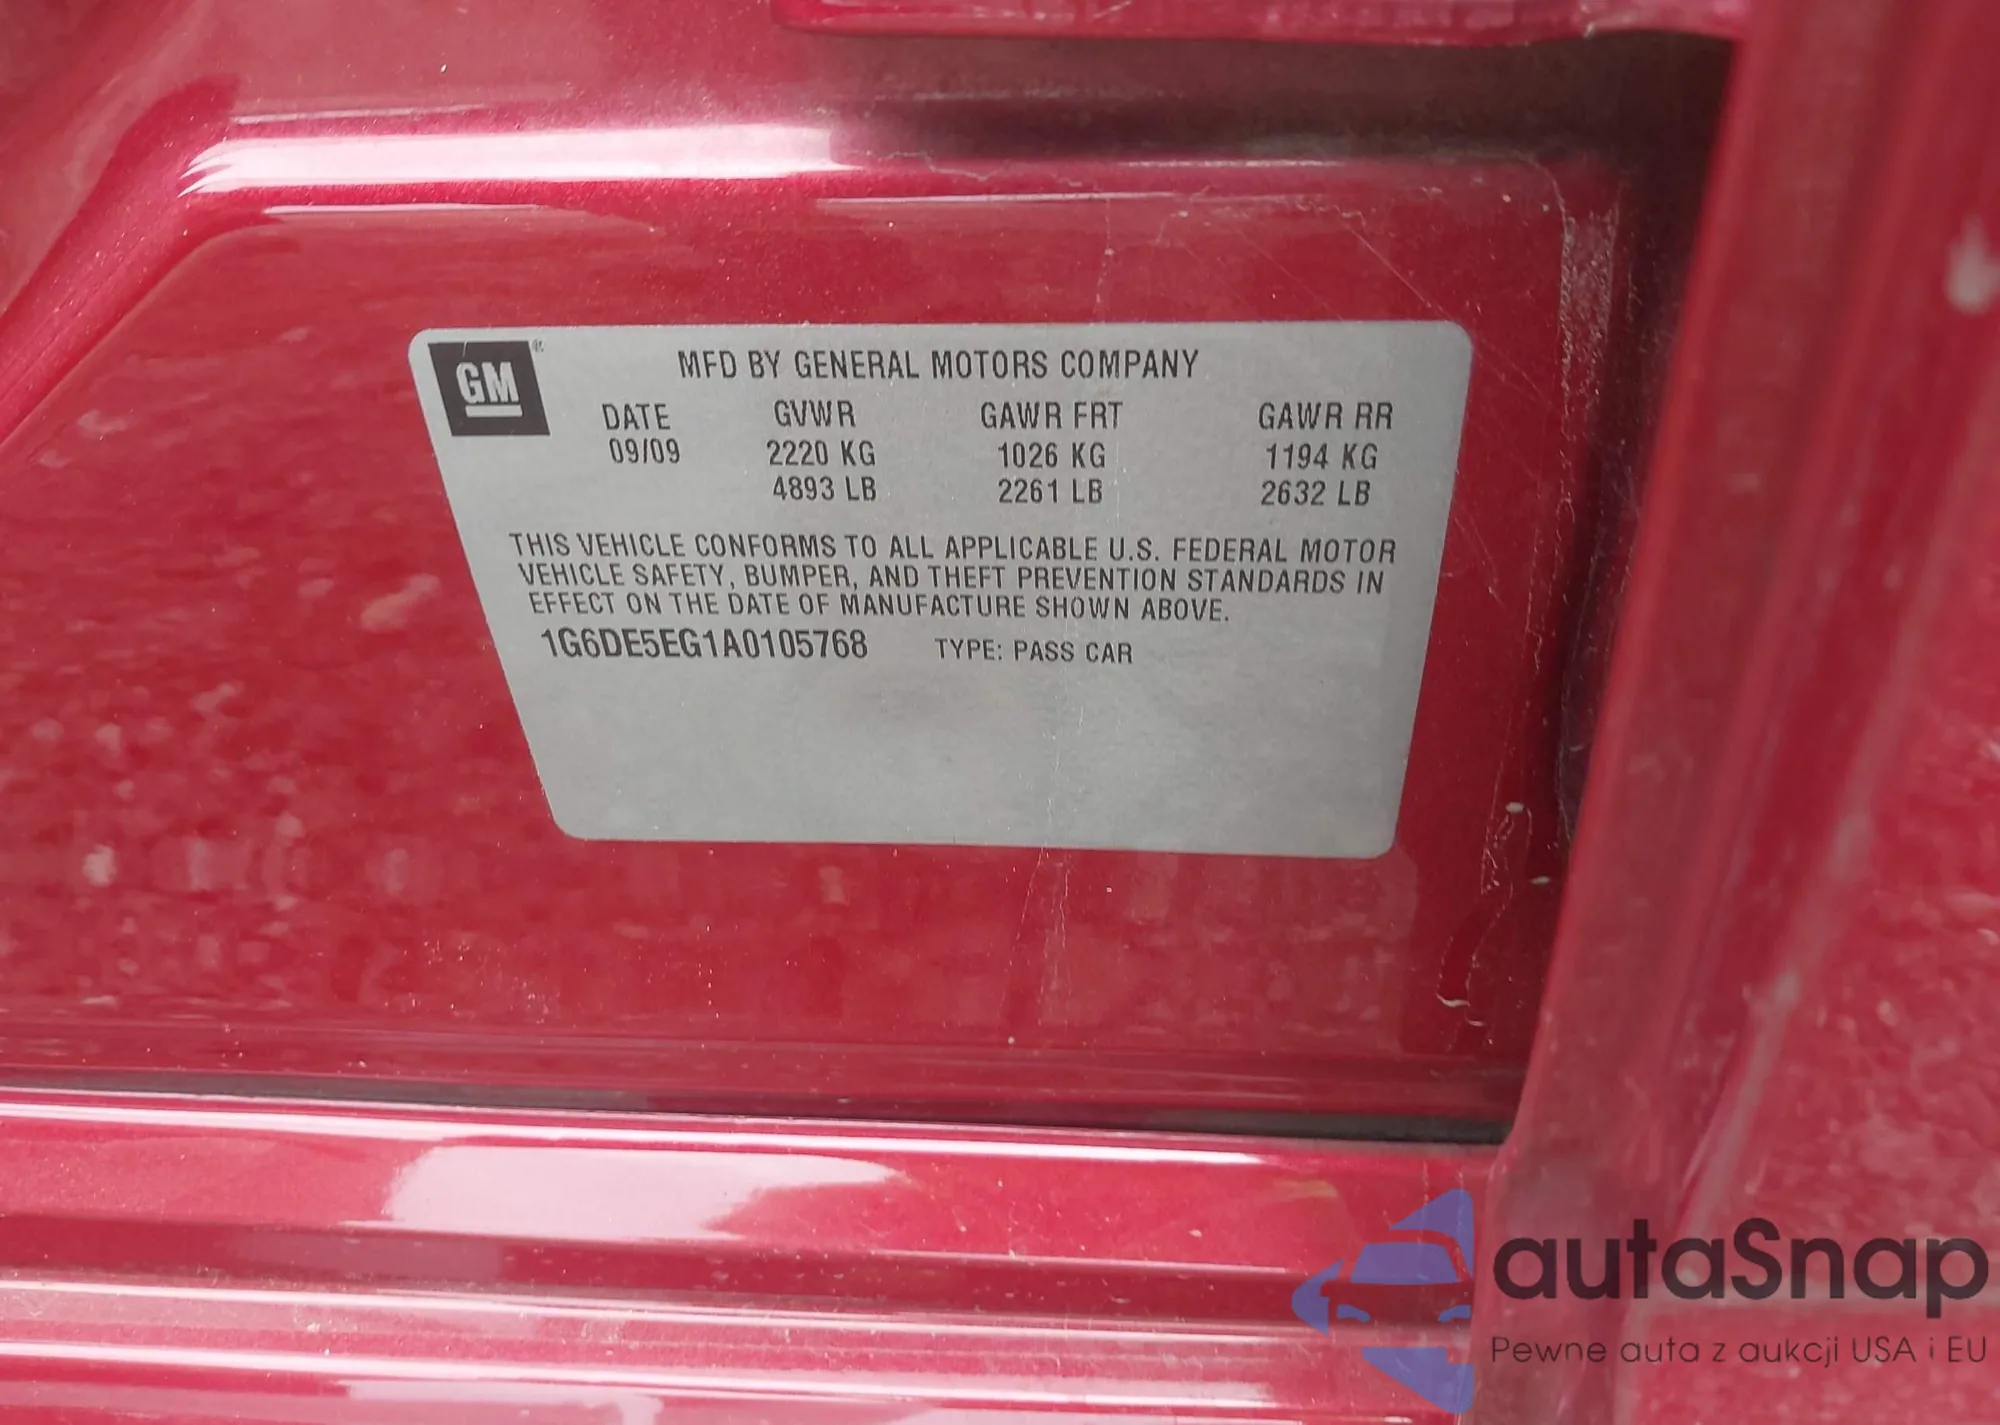 GM ®
MFD BY GENERAL MOTORS COMPANY
DATE GVWR GAWR FRT GAWR RR
09/09 2220 KG 1026 KG 1194 KG
4893 LB 2261 LB 2632 LB
THIS VEHICLE CONFORMS TO ALL APPLICABLE U.S. FEDERAL MOTOR
VEHICLE SAFETY, BUMPER, AND THEFT PREVENTION STANDARDS IN
EFFECT ON THE DATE OF MANUFACTURE SHOWN ABOVE.
1G6DE5EG1A0105768 TYPE: PASS CAR
autaSnap
Pewne auta z aukcji USA i EU